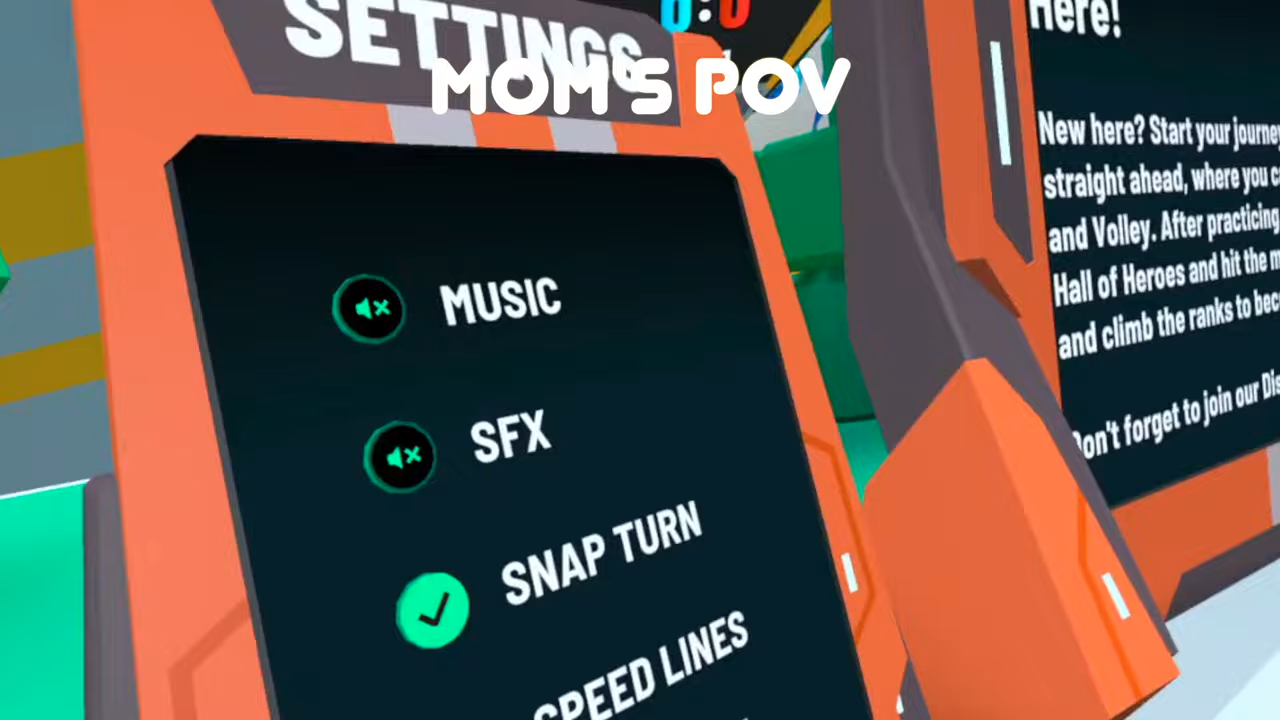 SETTINGS
MOM'S POV
MUSIC
SFX
SNAP TURN
SPEED LINES
Here!
New here? Start your journey
straight ahead, where you
and Volley. After practicing
Hall of Heroes and hit the
and climb the ranks to
Don't forget to join our